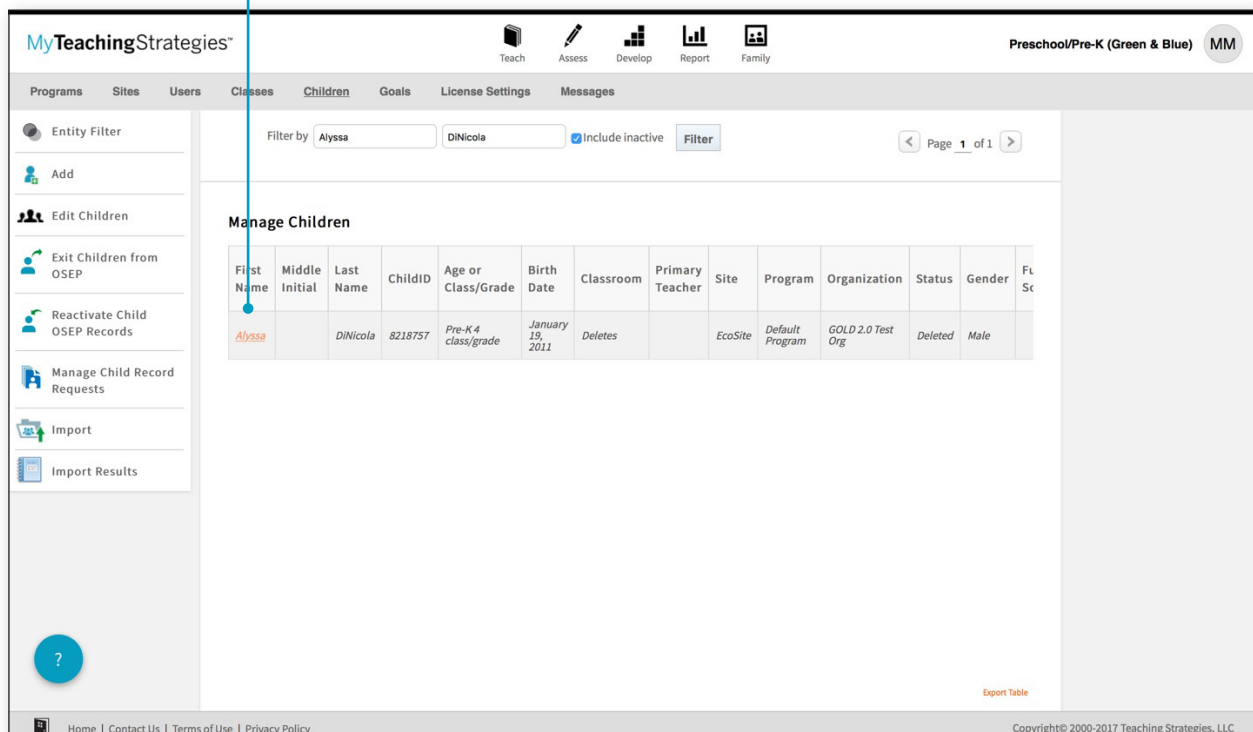 MyTeachingStrategies™
Teach Assess Develop Report Family
Preschool/Pre-K (Green & Blue) MM
Programs Sites Users Classes Children Goals License Settings Messages
Entity Filter
Add
Edit Children
Exit Children from
OSEP
Reactivate Child
OSEP Records
Manage Child Record
Requests
Import
Import Results
?
Filter by Alyssa DiNicola Include inactive Filter
< Page 1 of 1 >
Manage Children
First Name Middle Initial Last Name ChildID Age or Class/Grade Birth Date Classroom Primary Teacher Site Program Organization Status Gender Fu Sc
Alyssa DiNicola 8218757 Pre-K 4 class/grade January 19, 2011 Deletes EcoSite Default Program GOLD 2.0 Test Org Deleted Male
Export Table
Home | Contact Us | Terms of Use | Privacy Policy
Copyright© 2000-2017 Teaching Strategies, LLC